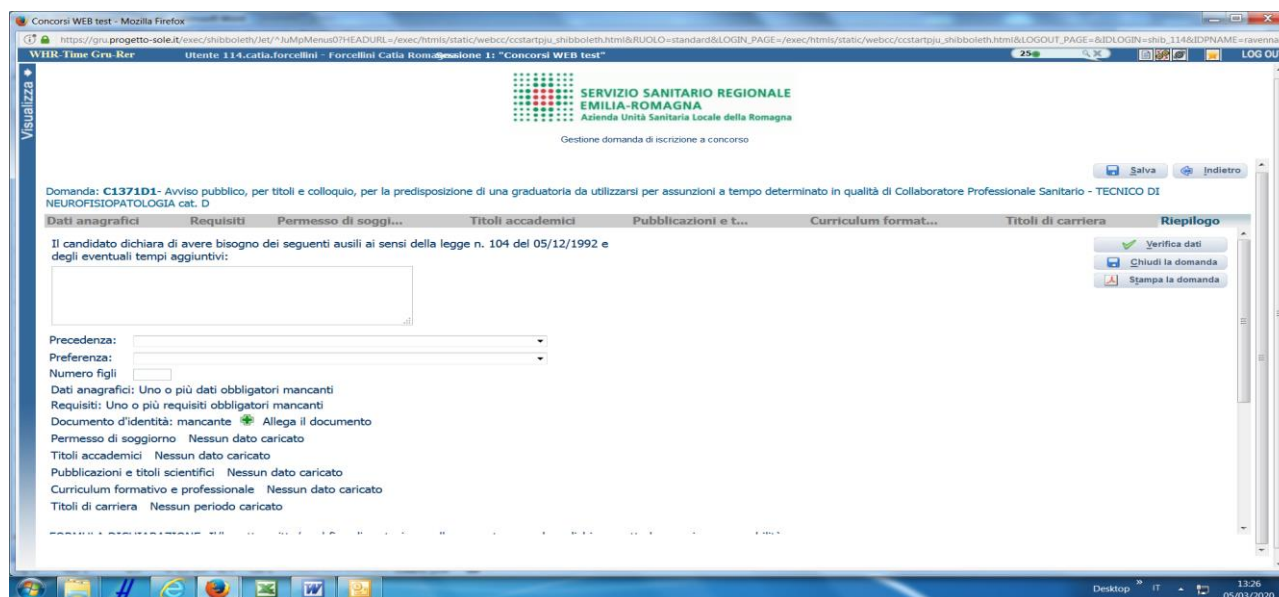 Concorsi WEB test - Mozilla Firefox
https://gru.progetto-sole.it/exec/shibboleth/Jet/^JuMpMenus0?HEADURL=/exec/htmls/static/webcc/ccstartpju_shibboleth.html&RUOLO=standard&LOGIN_PAGE=/exec/htmls/static/webcc/ccstartpju_shibboleth.html&LOGOUT_PAGE=&IDLOGIN=shib_114&IDPNAME=ravenna
WHR-Time Gru-Rer Utente 114.catia.forcellini - Forcellini Catia 1: "Concorsi WEB test" 25 LOG OU
Visualizza
SERVIZIO SANITARIO REGIONALE
EMILIA-ROMAGNA
Azienda Unità Sanitaria Locale della Romagna
Gestione domanda di iscrizione a concorso
Salva Indietro
Domanda: C1371D1- Avviso pubblico, per titoli e colloquio, per la predisposizione di una graduatoria da utilizzarsi per assunzioni a tempo determinato in qualità di Collaboratore Professionale Sanitario - TECNICO DI
NEUROFISIOPATOLOGIA cat. D
Dati anagrafici Requisiti Permesso di soggi... Titoli accademici Pubblicazioni e t... Curriculum format... Titoli di carriera Riepilogo
Il candidato dichiara di avere bisogno dei seguenti ausili ai sensi della legge n. 104 del 05/12/1992 e
degli eventuali tempi aggiuntivi:
Verifica dati
Chiudi la domanda
Stampa la domanda
Precedenza:
Preferenza:
Numero figli
Dati anagrafici: Uno o più dati obbligatori mancanti
Requisiti: Uno o più requisiti obbligatori mancanti
Documento d'identità: mancante Allega il documento
Permesso di soggiorno Nessun dato caricato
Titoli accademici Nessun dato caricato
Pubblicazioni e titoli scientifici Nessun dato caricato
Curriculum formativo e professionale Nessun dato caricato
Titoli di carriera Nessun periodo caricato
Desktop » IT 13:26
05/03/2020